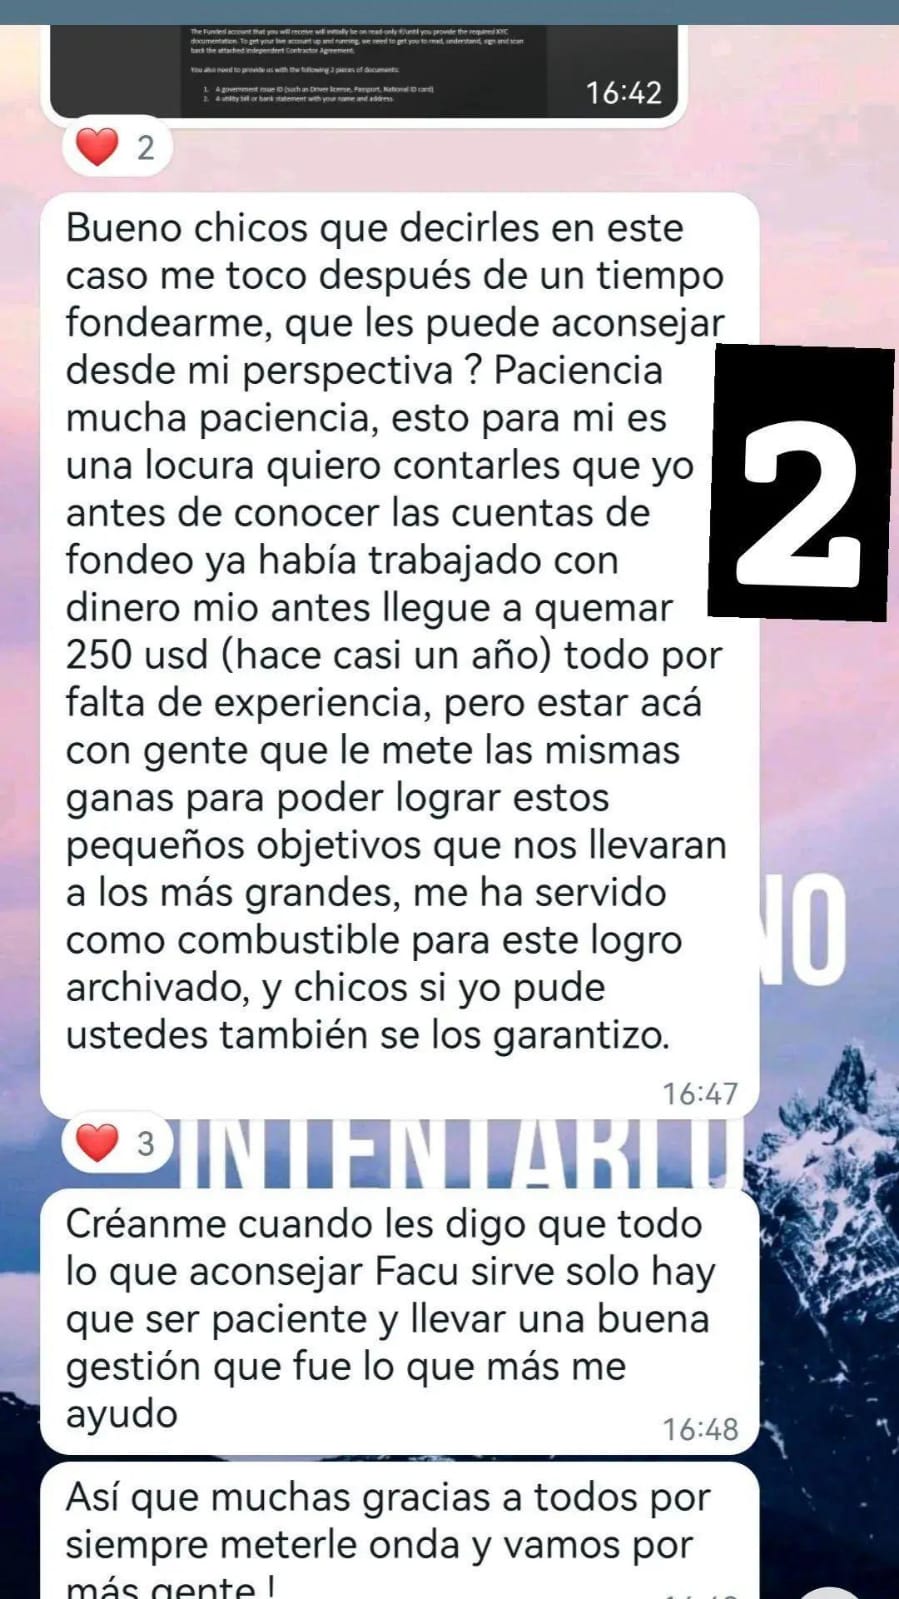 The Funded account that you will receive will initially be on read-only if/until you provide the required KYC
documentation. To get your live account up and running, we need to get you to read, understand, sign and scan
back the attached Independent Contractor Agreement.
You also need to provide us with the following 2 pieces of documents:
1. A government issue ID (such as Driver license, Passport, National ID card)
2. A utility bill or bank statement with your name and address.
16:42
❤️ 2
Bueno chicos que decirles en este
caso me toco después de un tiempo
fondearme, que les puede aconsejar
desde mi perspectiva ? Paciencia
mucha paciencia, esto para mi es
una locura quiero contarles que yo
antes de conocer las cuentas de
fondeo ya había trabajado con
dinero mio antes llegue a quemar
250 usd (hace casi un año) todo por
falta de experiencia, pero estar acá
con gente que le mete las mismas
ganas para poder lograr estos
pequeños objetivos que nos llevaran
a los más grandes, me ha servido
como combustible para este logro
archivado, y chicos si yo pude
ustedes también se los garantizo.
16:47
2
NO
❤️ 3
INTENTARLO
Créanme cuando les digo que todo
lo que aconsejar Facu sirve solo hay
que ser paciente y llevar una buena
gestión que fue lo que más me
ayudo
16:48
Así que muchas gracias a todos por
siempre meterle onda y vamos por
más gente !